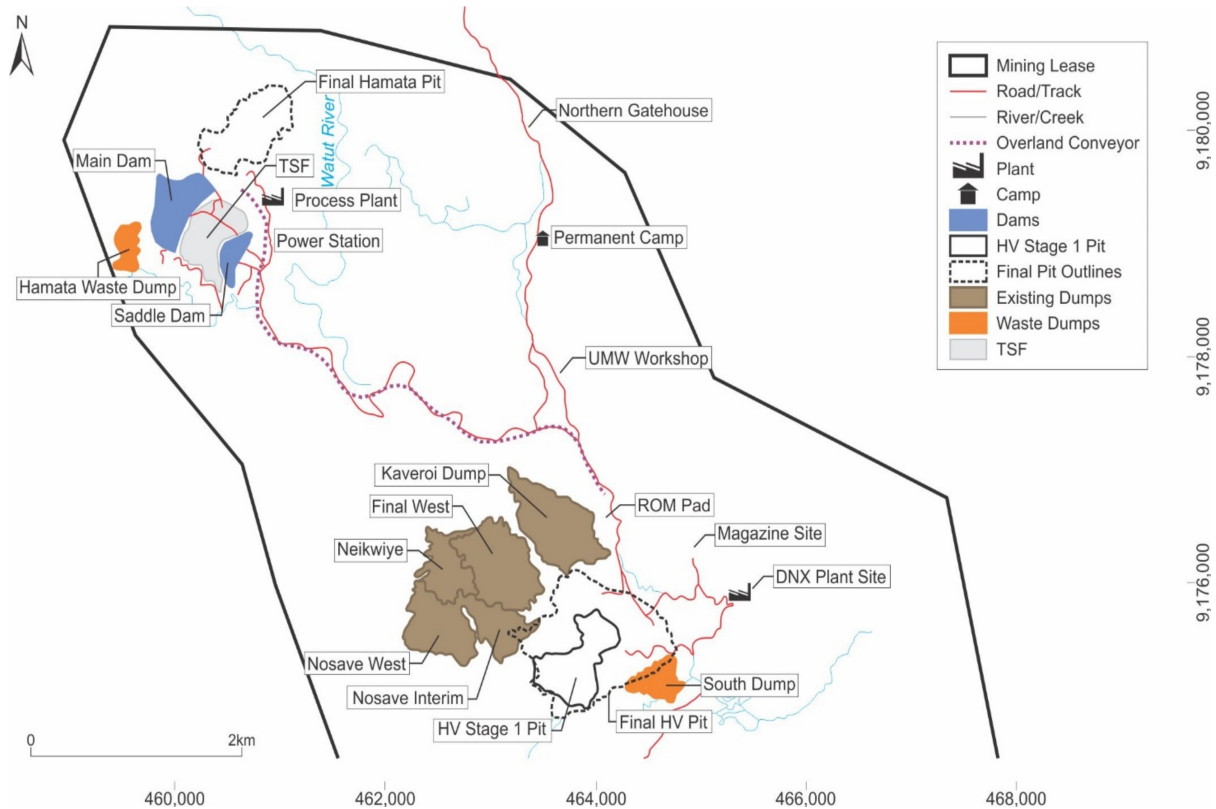 N
Final Hamata Pit
Watut River
Northern Gatehouse
Main Dam
TSF
Process Plant
Power Station
Permanent Camp
Hamata Waste Dump
Saddle Dam
UMW Workshop
Kaveroi Dump
Final West
ROM Pad
Magazine Site
Neikwiye
DNX Plant Site
Nosave West
Nosave Interim
South Dump
HV Stage 1 Pit
Final HV Pit
Mining Lease
Road/Track
River/Creek
Overland Conveyor
Plant
Camp
Dams
HV Stage 1 Pit
Final Pit Outlines
Existing Dumps
Waste Dumps
TSF
9,180,000
9,178,000
9,176,000
0 2km
460,000 462,000 464,000 466,000 468,000